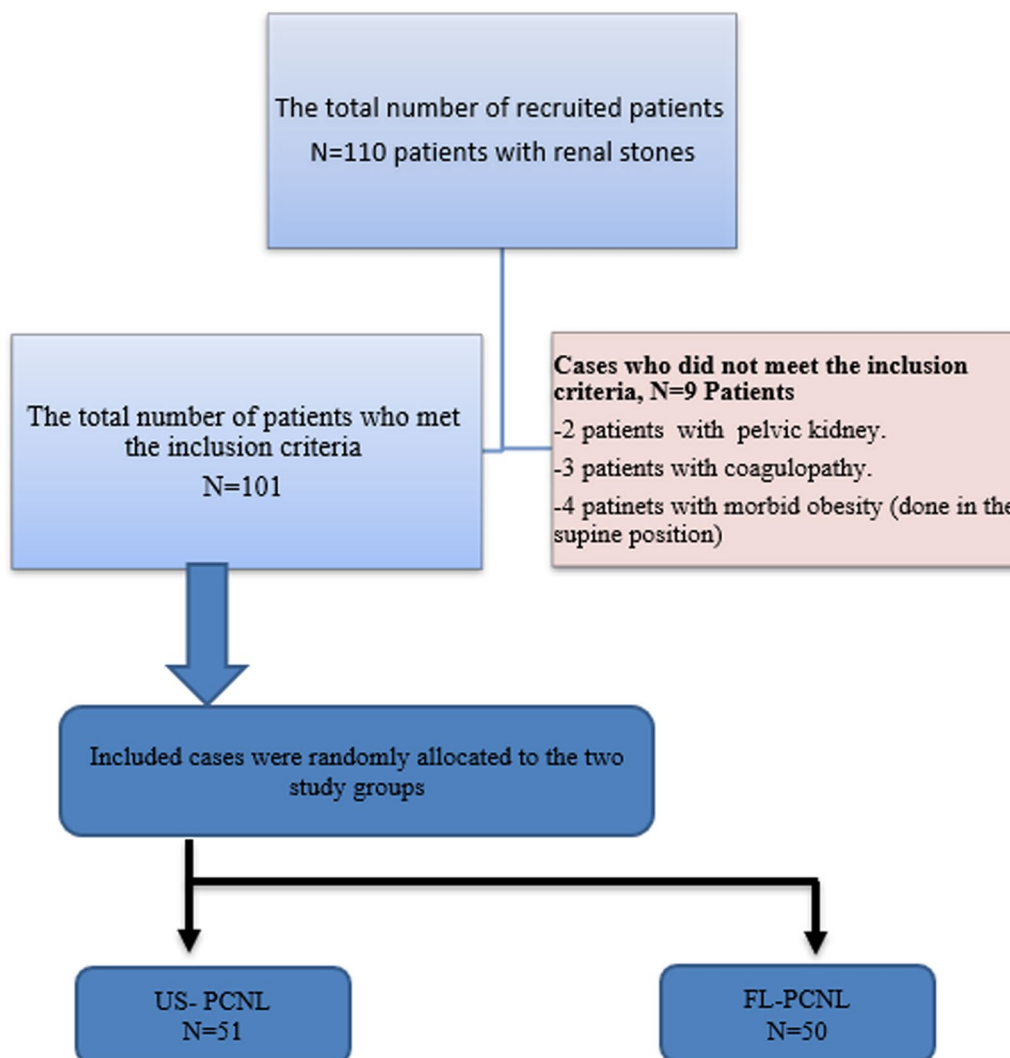 The total number of recruited patients
N=110 patients with renal stones
The total number of patients who met
the inclusion criteria
N=101
Cases who did not meet the inclusion
criteria, N=9 Patients
-2 patients with pelvic kidney.
-3 patients with coagulopathy.
-4 patinets with morbid obesity (done in the
supine position)
Included cases were randomly allocated to the two
study groups
US- PCNL
N=51
FL-PCNL
N=50